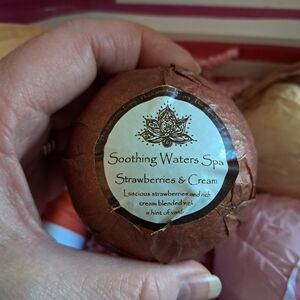 Soothing Waters Spa
Strawberries & Cream
Luscious strawberries and rich
cream blended with
a hint of